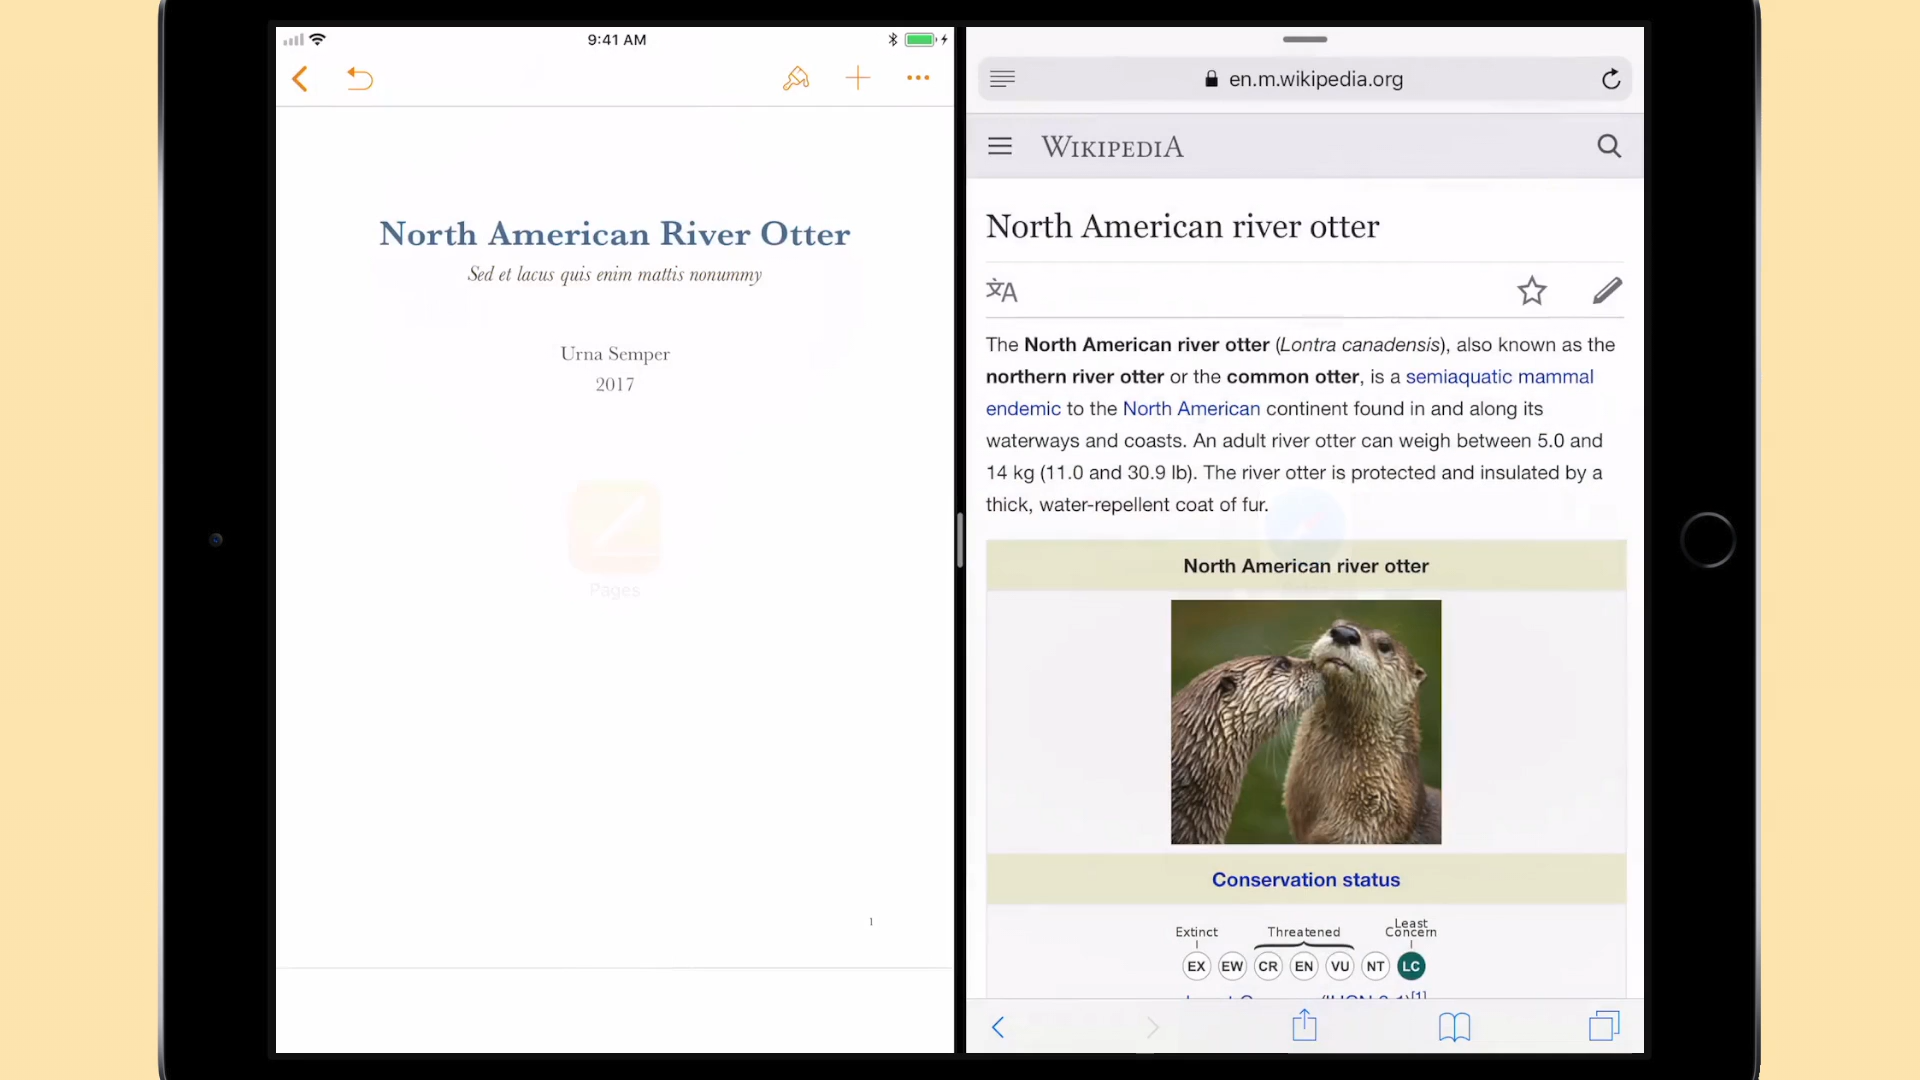 9:41 AM
North American River Otter
Sed et lacus quis enim mattis nonummy
Urna Semper
2017
Pages
1
en.m.wikipedia.org
WIKIPEDIA
North American river otter
文A
The North American river otter (Lontra canadensis), also known as the
northern river otter or the common otter, is a semiaquatic mammal
endemic to the North American continent found in and along its
waterways and coasts. An adult river otter can weigh between 5.0 and
14 kg (11.0 and 30.9 lb). The river otter is protected and insulated by a
thick, water-repellent coat of fur.
North American river otter
Conservation status
Extinct Threatened Least Concern
EX EW CR EN VU NT LC
[1]